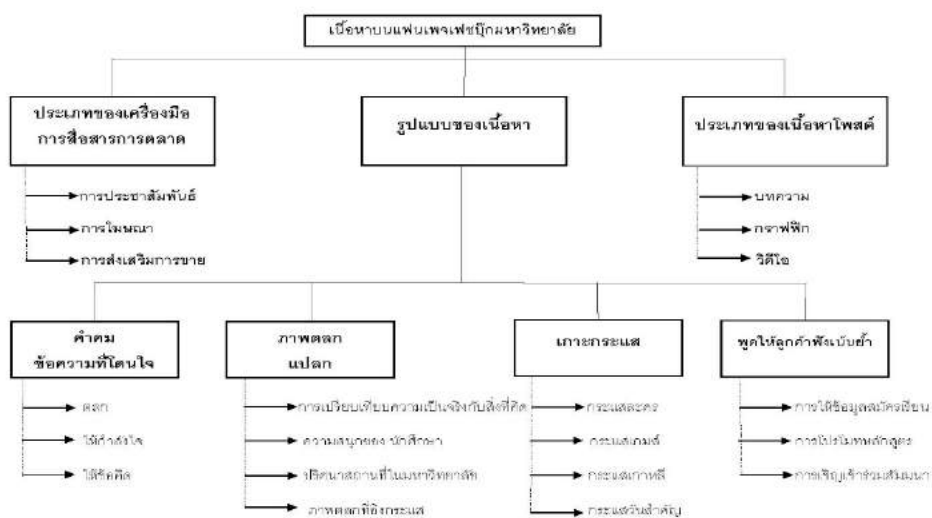 เนื้อหาบนแฟนเพจเฟซบุ๊กมหาวิทยาลัย
ประเภทของเครื่องมือ
การสื่อสารการตลาด
รูปแบบของเนื้อหา
ประเภทของเนื้อหาโพสต์
การประชาสัมพันธ์
การโฆษณา
การส่งเสริมการขาย
บทความ
กราฟฟิก
วิดีโอ
คำคม
ข้อความที่โดนใจ
ภาพตลก
แปลก
เกาะกระแส
พูดให้ลูกค้าฟังเน้นย้ำ
ตลก
ให้กำลังใจ
ให้ข้อคิด
การเปรียบเทียบความเป็นจริงกับสิ่งที่คิด
ความสนุกของ นักศึกษา
ปริศนาสถานที่ในมหาวิทยาลัย
ภาพตลกที่อิงกระแส
กระแสละคร
กระแสเกมส์
กระแสเกาหลี
กระแสวันสำคัญ
การให้ข้อมูลสมัครเรียน
การโปรโมทหลักสูตร
การเชิญเข้าร่วมสัมมนา